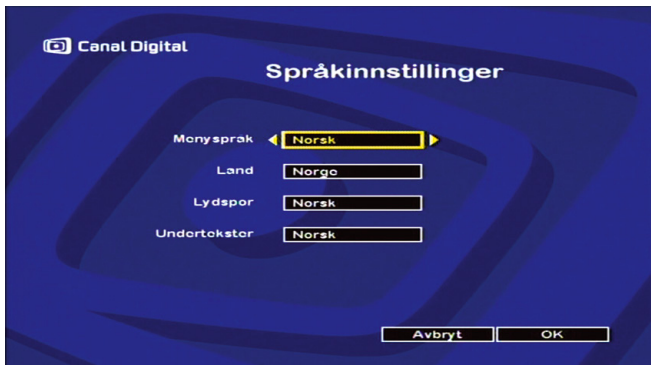 Canal Digital
Språkinnstillinger
Menyspråk Norsk
Land Norge
Lydspor Norsk
Undertekster Norsk
Avbryt OK